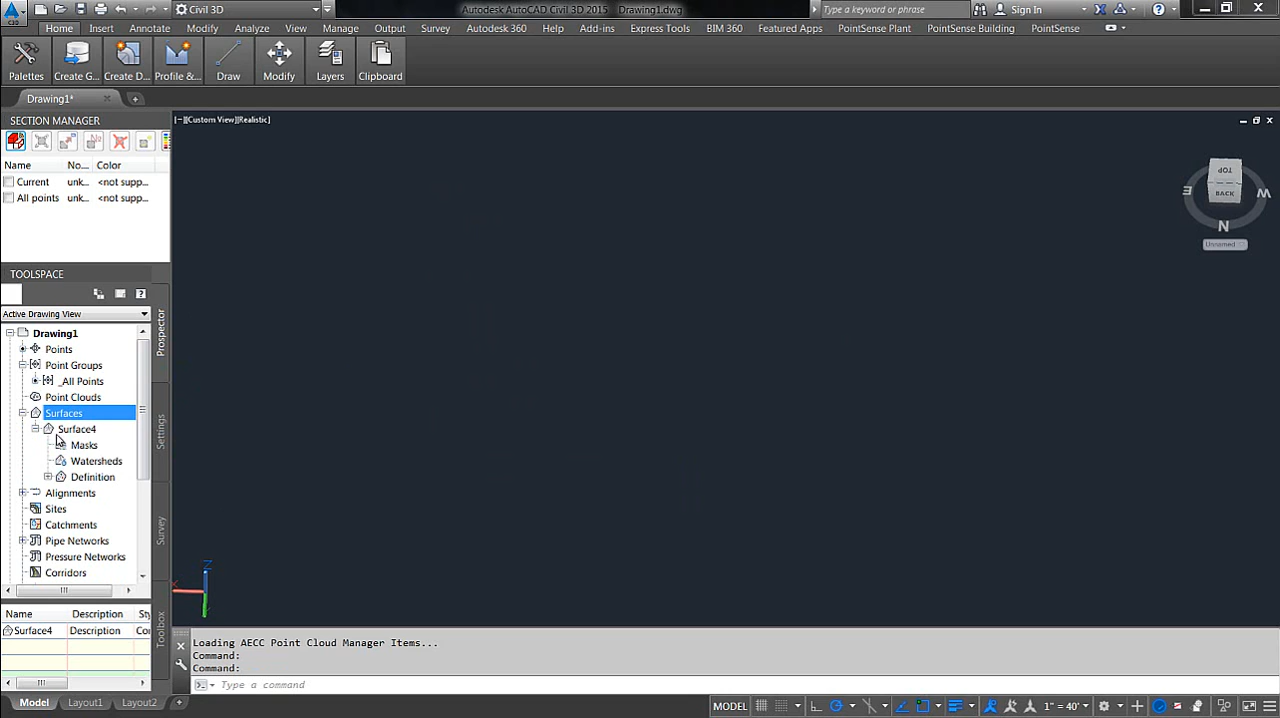 Civil 3D
Autodesk AutoCAD Civil 3D 2015 Drawing1.dwg
Type a keyword or phrase
Sign In
Home Insert Annotate Modify Analyze View Manage Output Survey Autodesk 360 Help Add-ins Express Tools BIM 360 Featured Apps PointSense Plant PointSense Building PointSense
Palettes Create G... Create D... Profile &... Draw Modify Layers Clipboard
Drawing1*
SECTION MANAGER
[−][Custom View][Realistic]
Name No... Color
Current unk... <not supp...
All points unk... <not supp...
TOP
BACK
E W
N
Unnamed
TOOLSPACE
Active Drawing View
Drawing1
Points
Point Groups
_All Points
Point Clouds
Surfaces
Surface4
Masks
Watersheds
Definition
Alignments
Sites
Catchments
Pipe Networks
Pressure Networks
Corridors
Prospector
Settings
Survey
Toolbox
Name Description Sty
Surface4 Description Co
Z
X
Loading AECC Point Cloud Manager Items...
Command:
Command:
Type a command
Model Layout1 Layout2
MODEL 1" = 40'